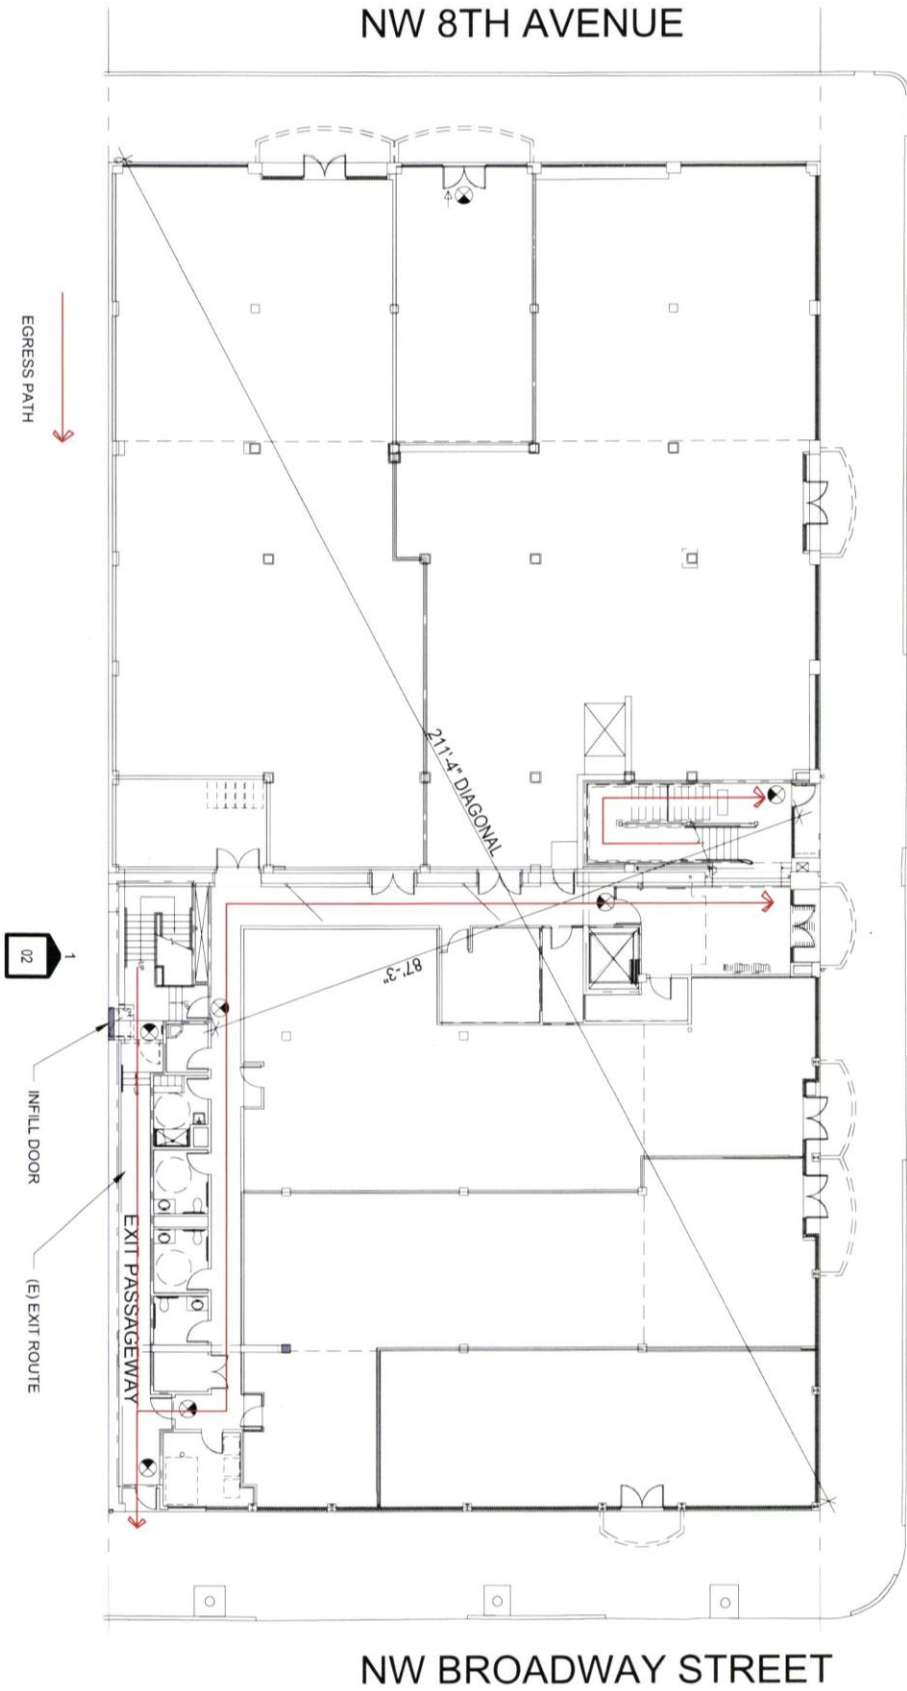 NW 8TH AVENUE
EGRESS PATH
211'-4" DIAGONAL
87'-3"
1
02
INFILL DOOR
(E) EXIT ROUTE
EXIT PASSAGEWAY
NW BROADWAY STREET